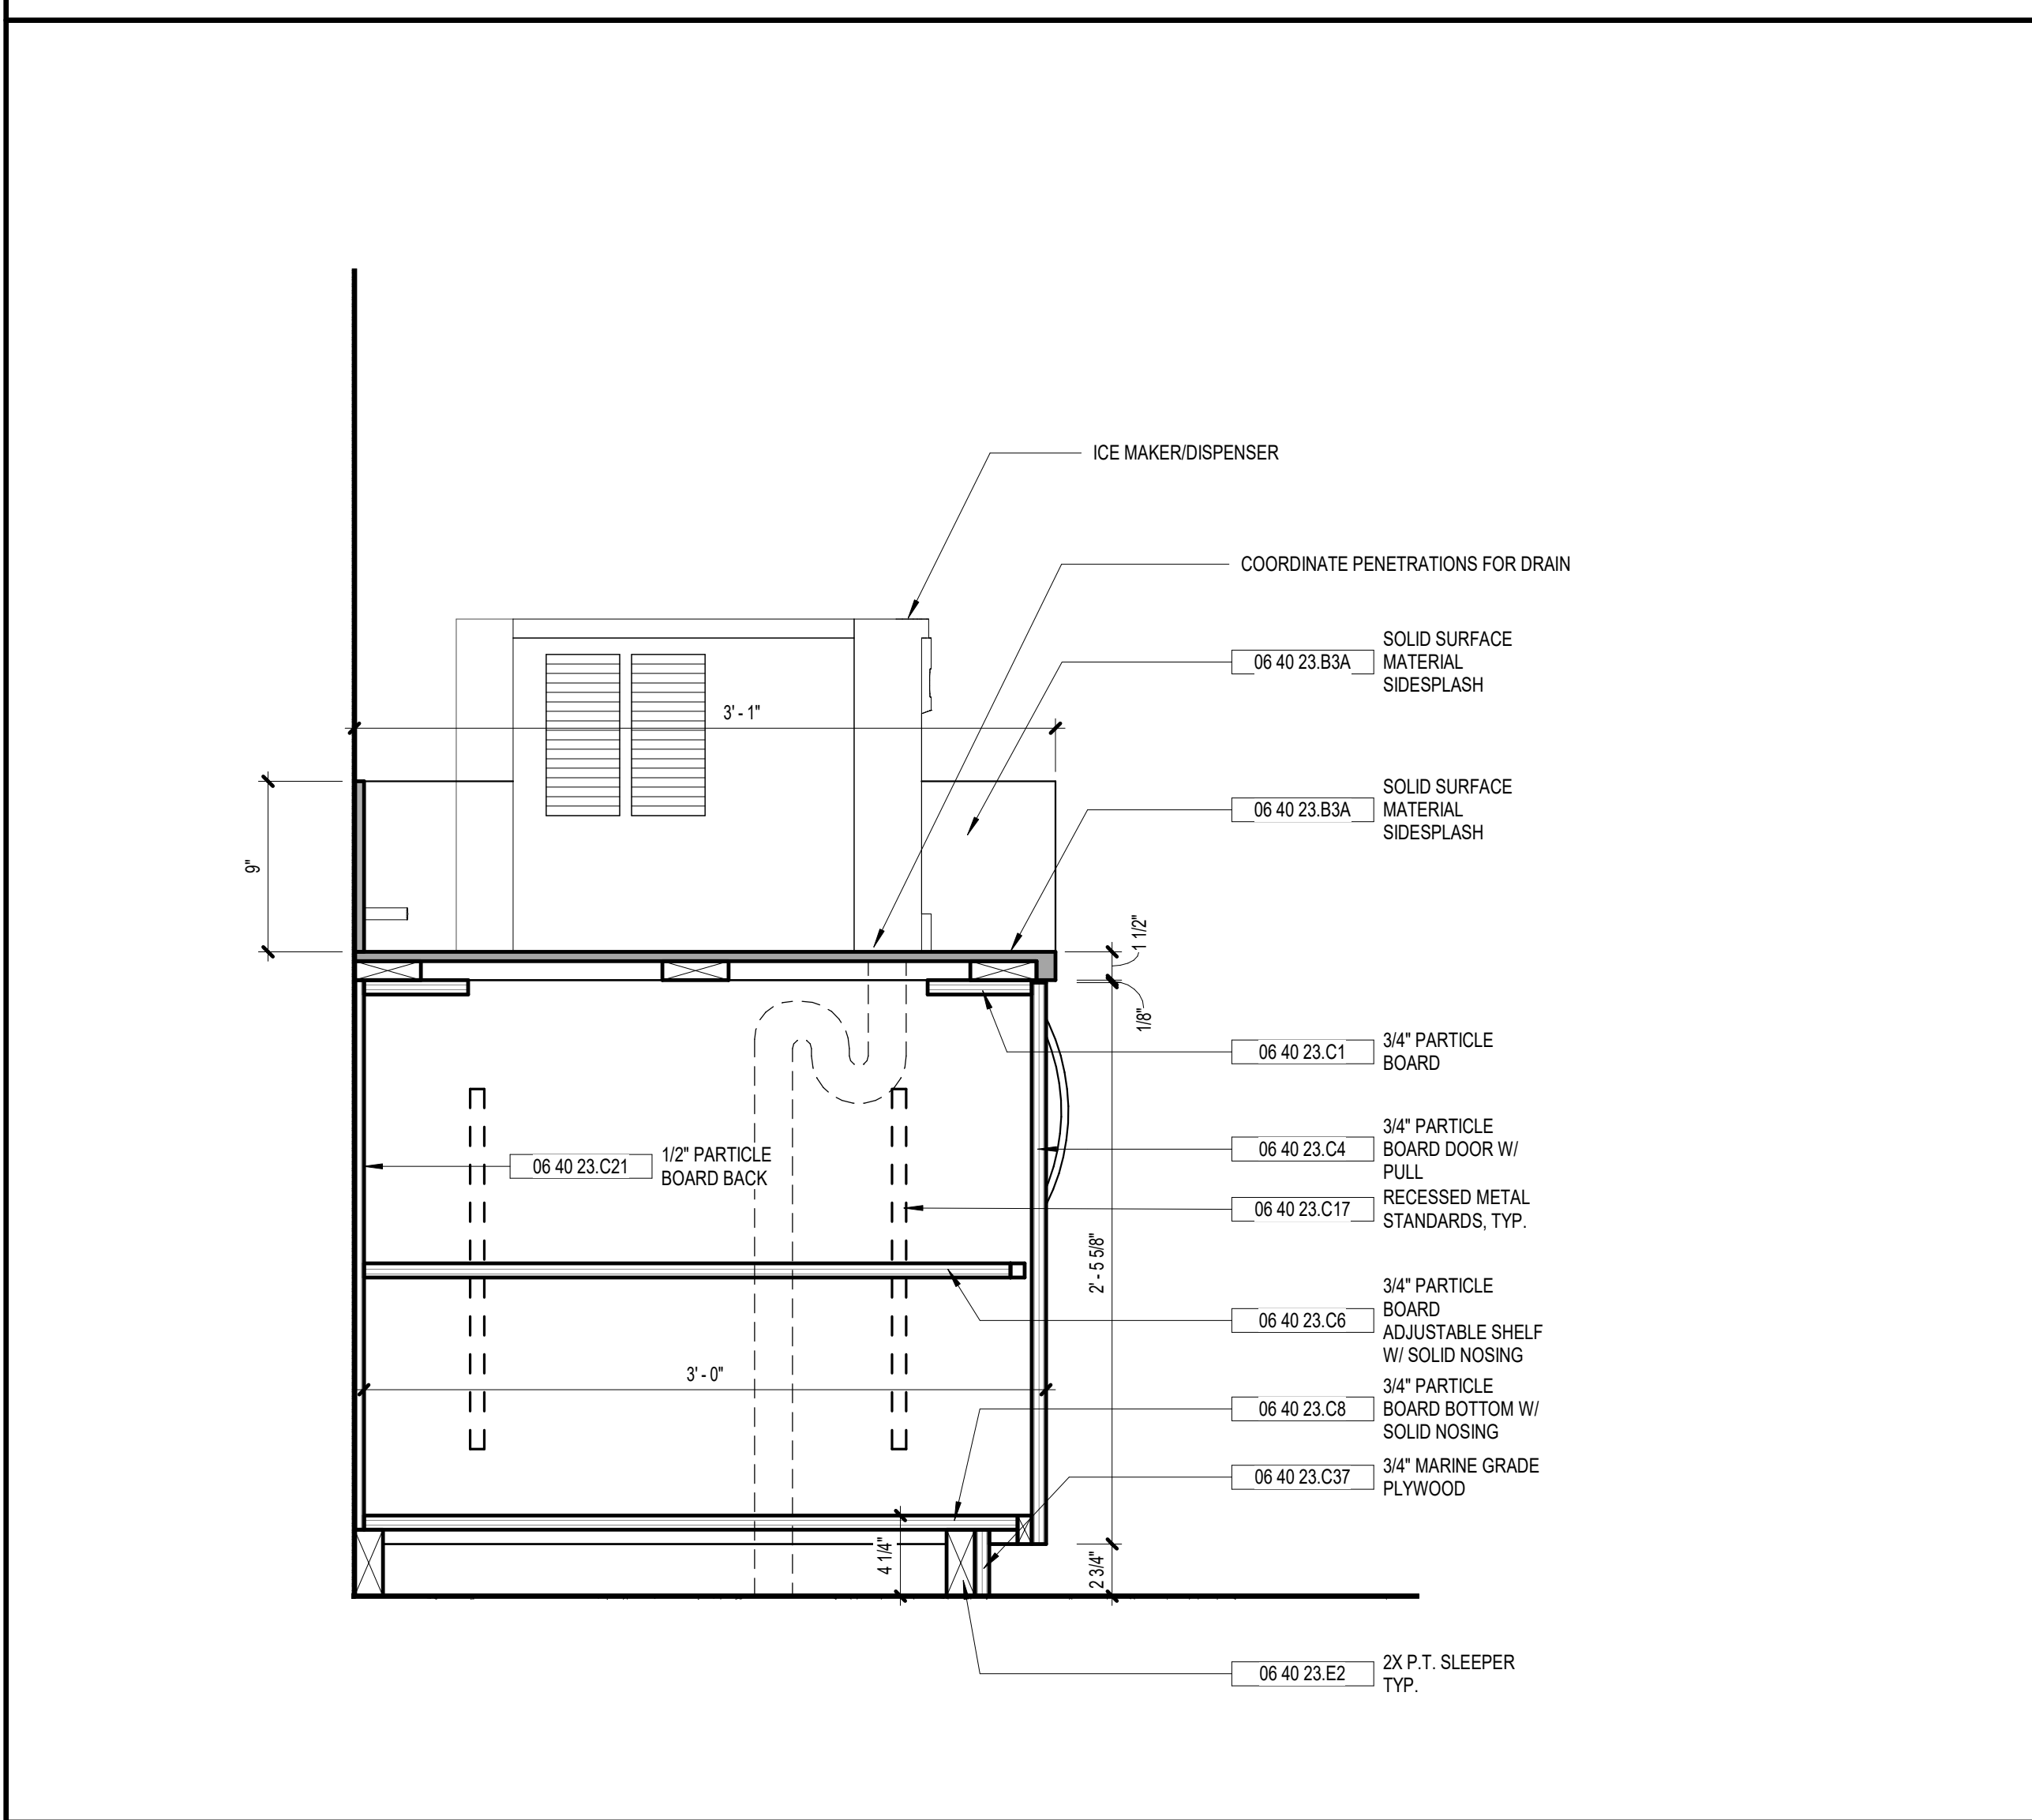 ICE MAKER/DISPENSER
COORDINATE PENETRATIONS FOR DRAIN
06 40 23.B3A
SOLID SURFACE
MATERIAL
SIDESPLASH
3' - 1"
06 40 23.B3A
SOLID SURFACE
MATERIAL
SIDESPLASH
9"
1 1/2"
1/8"
06 40 23.C1
3/4" PARTICLE
BOARD
06 40 23.C4
3/4" PARTICLE
BOARD DOOR W/
PULL
06 40 23.C21
1/2" PARTICLE
BOARD BACK
06 40 23.C17
RECESSED METAL
STANDARDS, TYP.
2' - 5 5/8"
06 40 23.C6
3/4" PARTICLE
BOARD
ADJUSTABLE SHELF
W/ SOLID NOSING
3' - 0"
06 40 23.C8
3/4" PARTICLE
BOARD BOTTOM W/
SOLID NOSING
06 40 23.C37
3/4" MARINE GRADE
PLYWOOD
4 1/4"
2 3/4"
06 40 23.E2
2X P.T. SLEEPER
TYP.